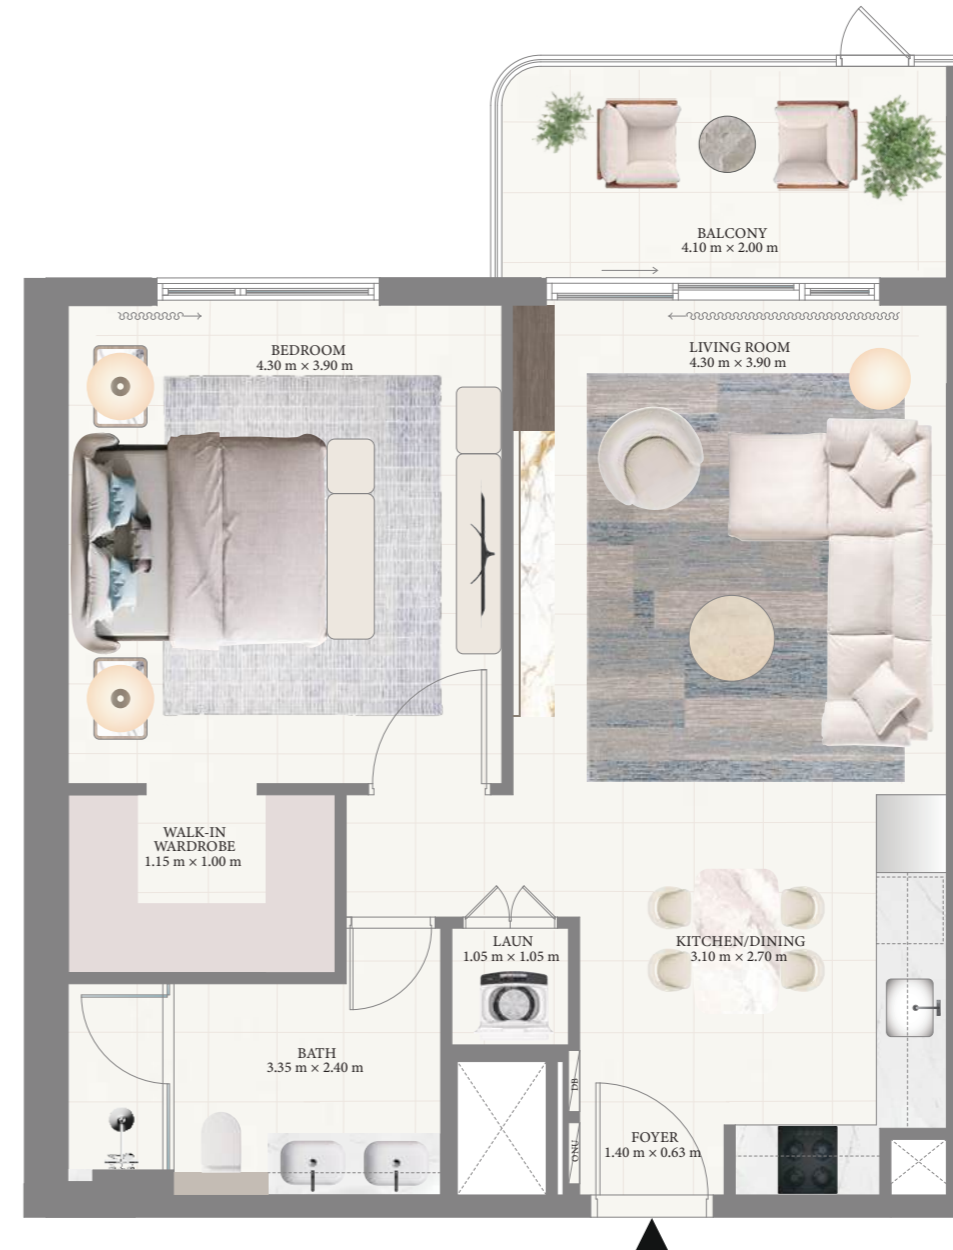 BALCONY
4.10 m × 2.00 m
BEDROOM
4.30 m × 3.90 m
LIVING ROOM
4.30 m × 3.90 m
WALK-IN
WARDROBE
1.15 m × 1.00 m
LAUN
1.05 m × 1.05 m
KITCHEN/DINING
3.10 m × 2.70 m
BATH
3.35 m × 2.40 m
DB
ONU
FOYER
1.40 m × 0.63 m